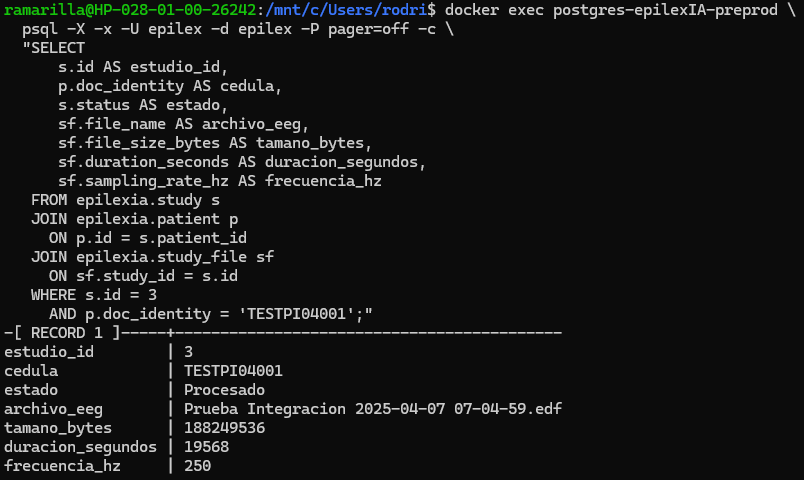 ramarilla@HP-028-01-00-26242:/mnt/c/Users/rodri$ docker exec postgres-epilexIA-preprod \
  psql -X -x -U epilex -d epilex -P pager=off -c \
  "SELECT
      s.id AS estudio_id,
      p.doc_identity AS cedula,
      s.status AS estado,
      sf.file_name AS archivo_eeg,
      sf.file_size_bytes AS tamano_bytes,
      sf.duration_seconds AS duracion_segundos,
      sf.sampling_rate_hz AS frecuencia_hz
   FROM epilexia.study s
   JOIN epilexia.patient p
     ON p.id = s.patient_id
   JOIN epilexia.study_file sf
     ON sf.study_id = s.id
   WHERE s.id = 3
     AND p.doc_identity = 'TESTPI04001';"
-[ RECORD 1 ]-----+-------------------------------------------
estudio_id        | 3
cedula            | TESTPI04001
estado            | Procesado
archivo_eeg       | Prueba Integracion 2025-04-07 07-04-59.edf
tamano_bytes      | 188249536
duracion_segundos | 19568
frecuencia_hz     | 250